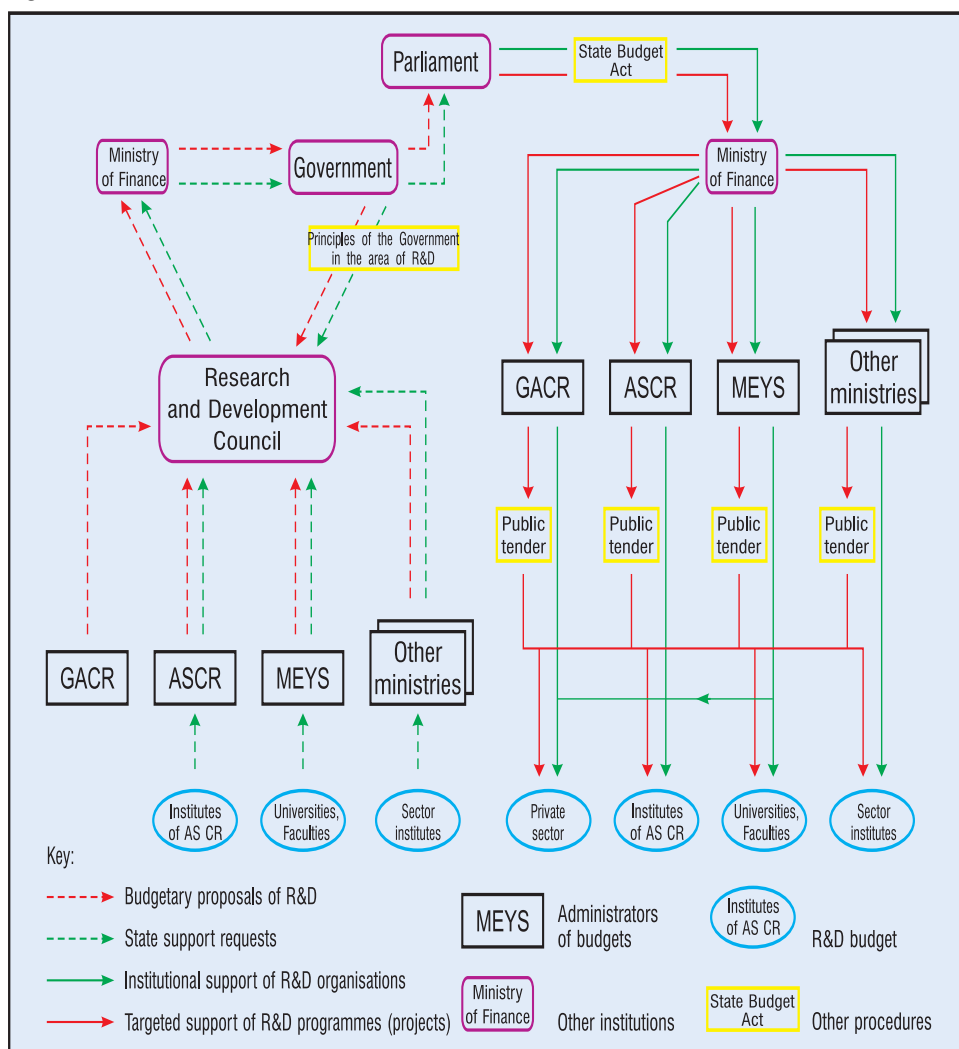 Parliament
State Budget
Act
Ministry
of Finance
Government
Ministry
of Finance
Principles of the Government
in the area of R&D
Research
and Development
Council
GACR
ASCR
MEYS
Other
ministries
Public
tender
Public
tender
Public
tender
Public
tender
GACR
ASCR
MEYS
Other
ministries
Institutes
of AS CR
Universities,
Faculties
Sector
institutes
Private
sector
Institutes
of AS CR
Universities,
Faculties
Sector
institutes
Key:
Budgetary proposals of R&D
State support requests
Institutional support of R&D organisations
Targeted support of R&D programmes (projects)
MEYS
Administrators
of budgets
Institutes
of AS CR
R&D budget
Ministry
of Finance
Other institutions
State Budget
Act
Other procedures